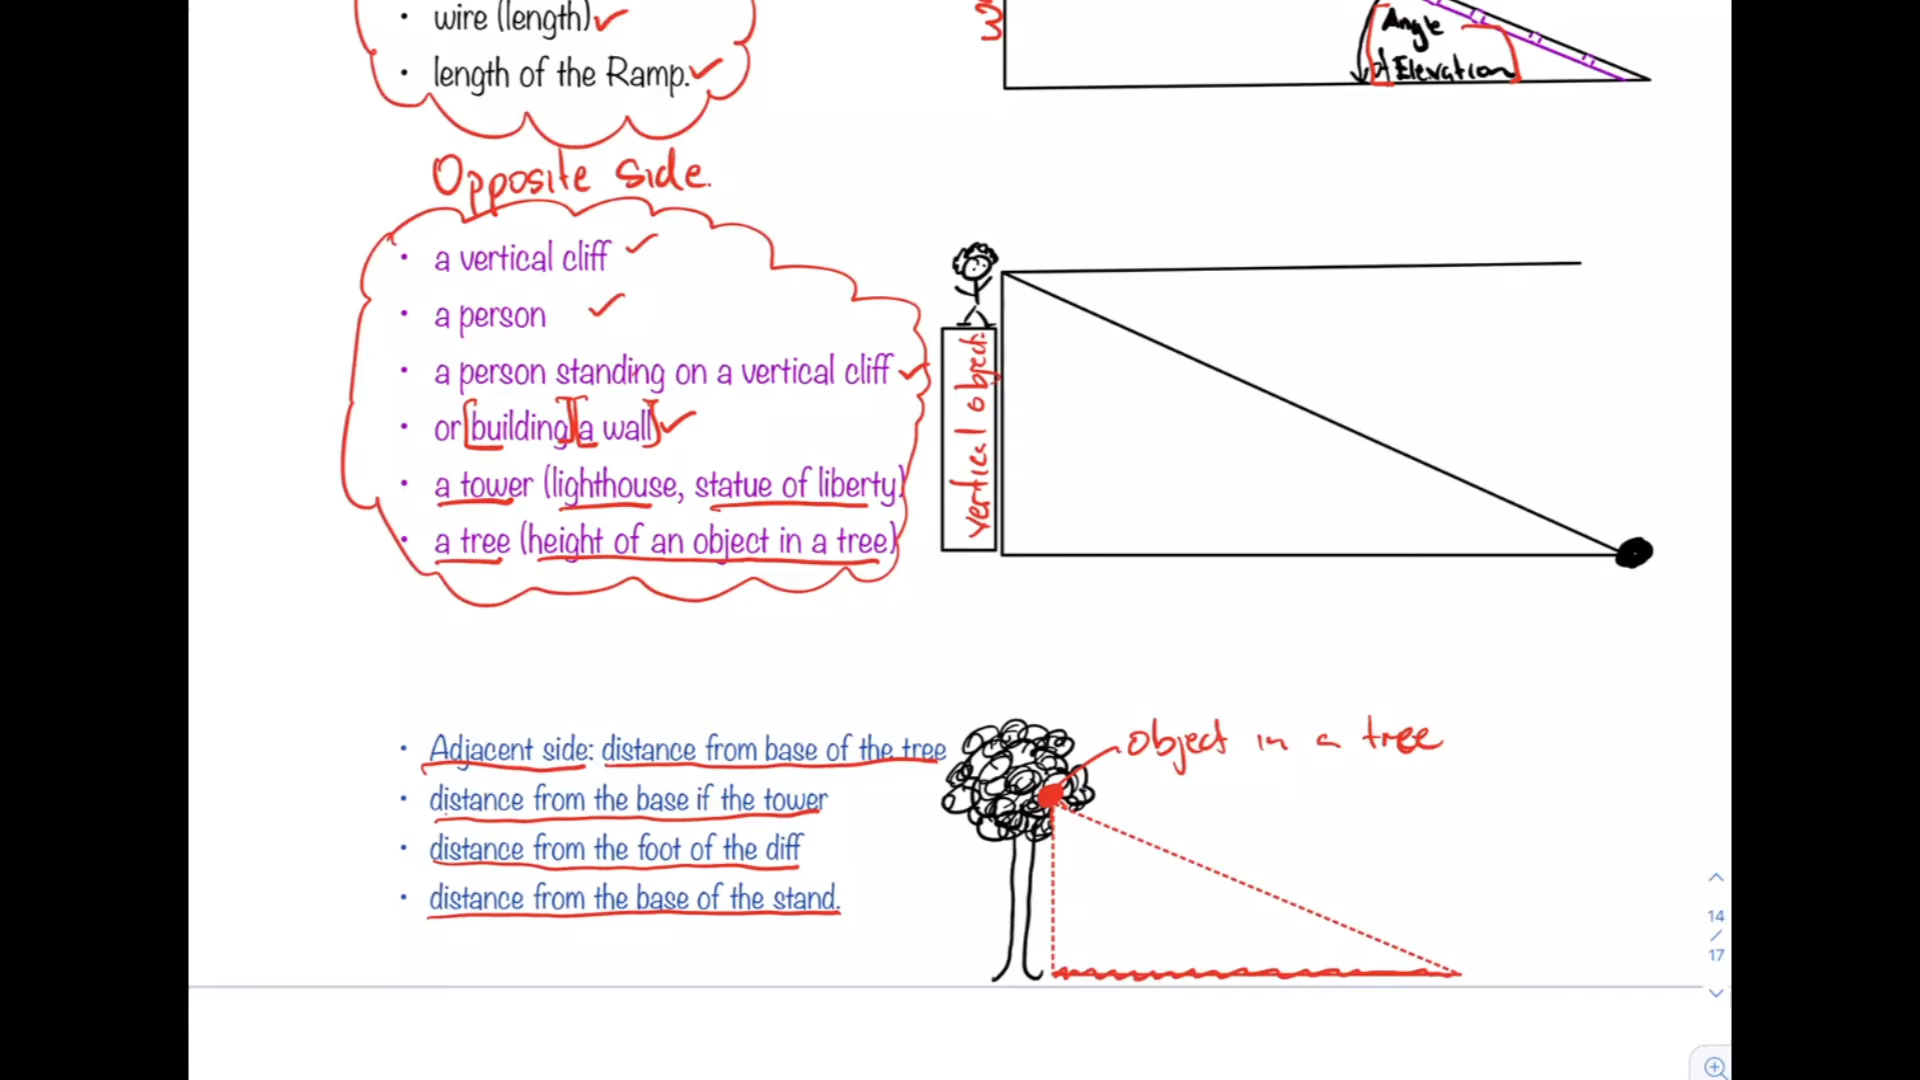 • wire (length)
• length of the Ramp.
Angle
of Elevation
Opposite side.
• a vertical cliff
• a person
• a person standing on a vertical cliff
• or building a wall
• a tower (lighthouse, statue of liberty)
• a tree (height of an object in a tree)
vertical object
• Adjacent side: distance from base of the tree
• distance from the base if the tower
• distance from the foot of the diff
• distance from the base of the stand.
object in a tree
14
/
17